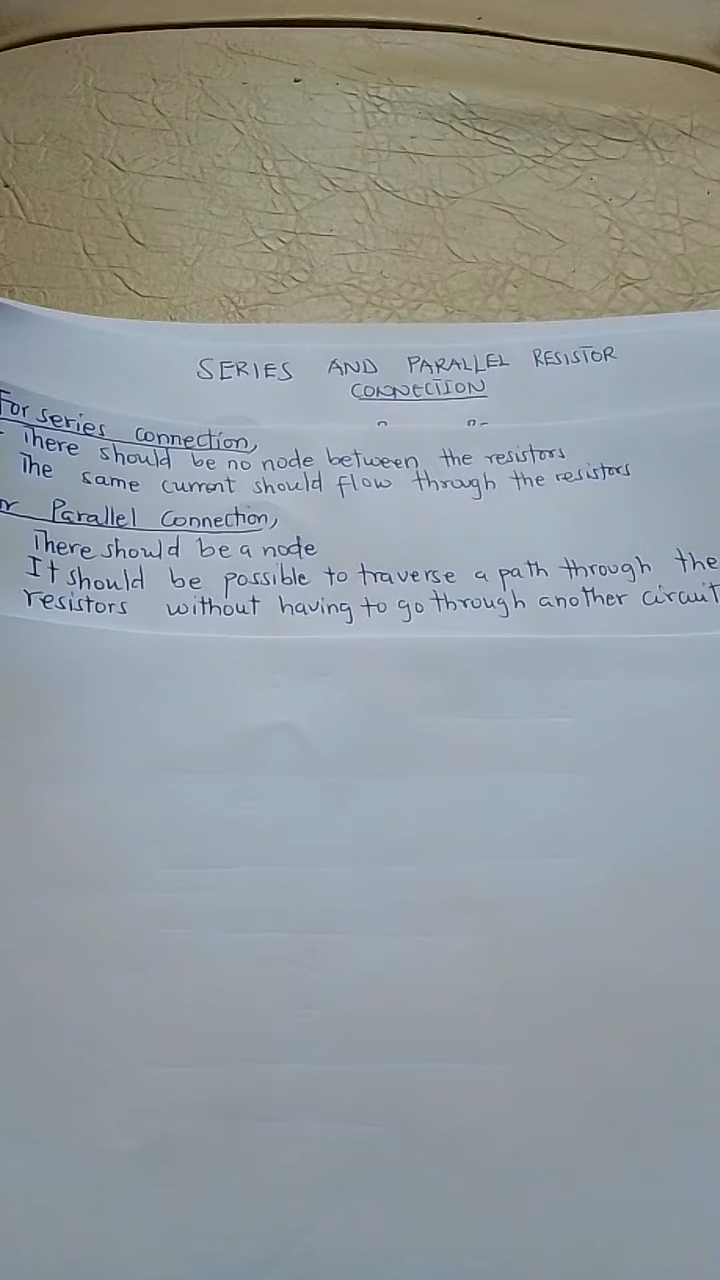 SERIES AND PARALLEL RESISTOR
CONNECTION
For series connection,
- There should be no node between the resistors
The same current should flow through the resistors
Parallel Connection,
There should be a node
It should be possible to traverse a path through the
resistors without having to go through another circuit